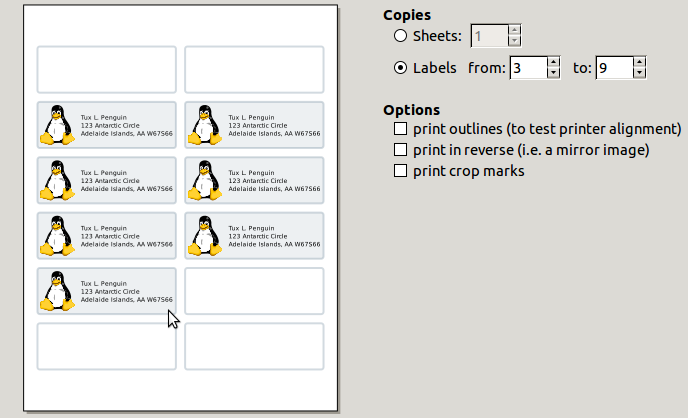 Copies
Sheets: 1
Labels from: 3 to: 9
Options
print outlines (to test printer alignment)
print in reverse (i.e. a mirror image)
print crop marks
Tux L. Penguin
123 Antarctic Circle
Adelaide Islands, AA W67S66
Tux L. Penguin
123 Antarctic Circle
Adelaide Islands, AA W67S66
Tux L. Penguin
123 Antarctic Circle
Adelaide Islands, AA W67S66
Tux L. Penguin
123 Antarctic Circle
Adelaide Islands, AA W67S66
Tux L. Penguin
123 Antarctic Circle
Adelaide Islands, AA W67S66
Tux L. Penguin
123 Antarctic Circle
Adelaide Islands, AA W67S66
Tux L. Penguin
123 Antarctic Circle
Adelaide Islands, AA W67S66